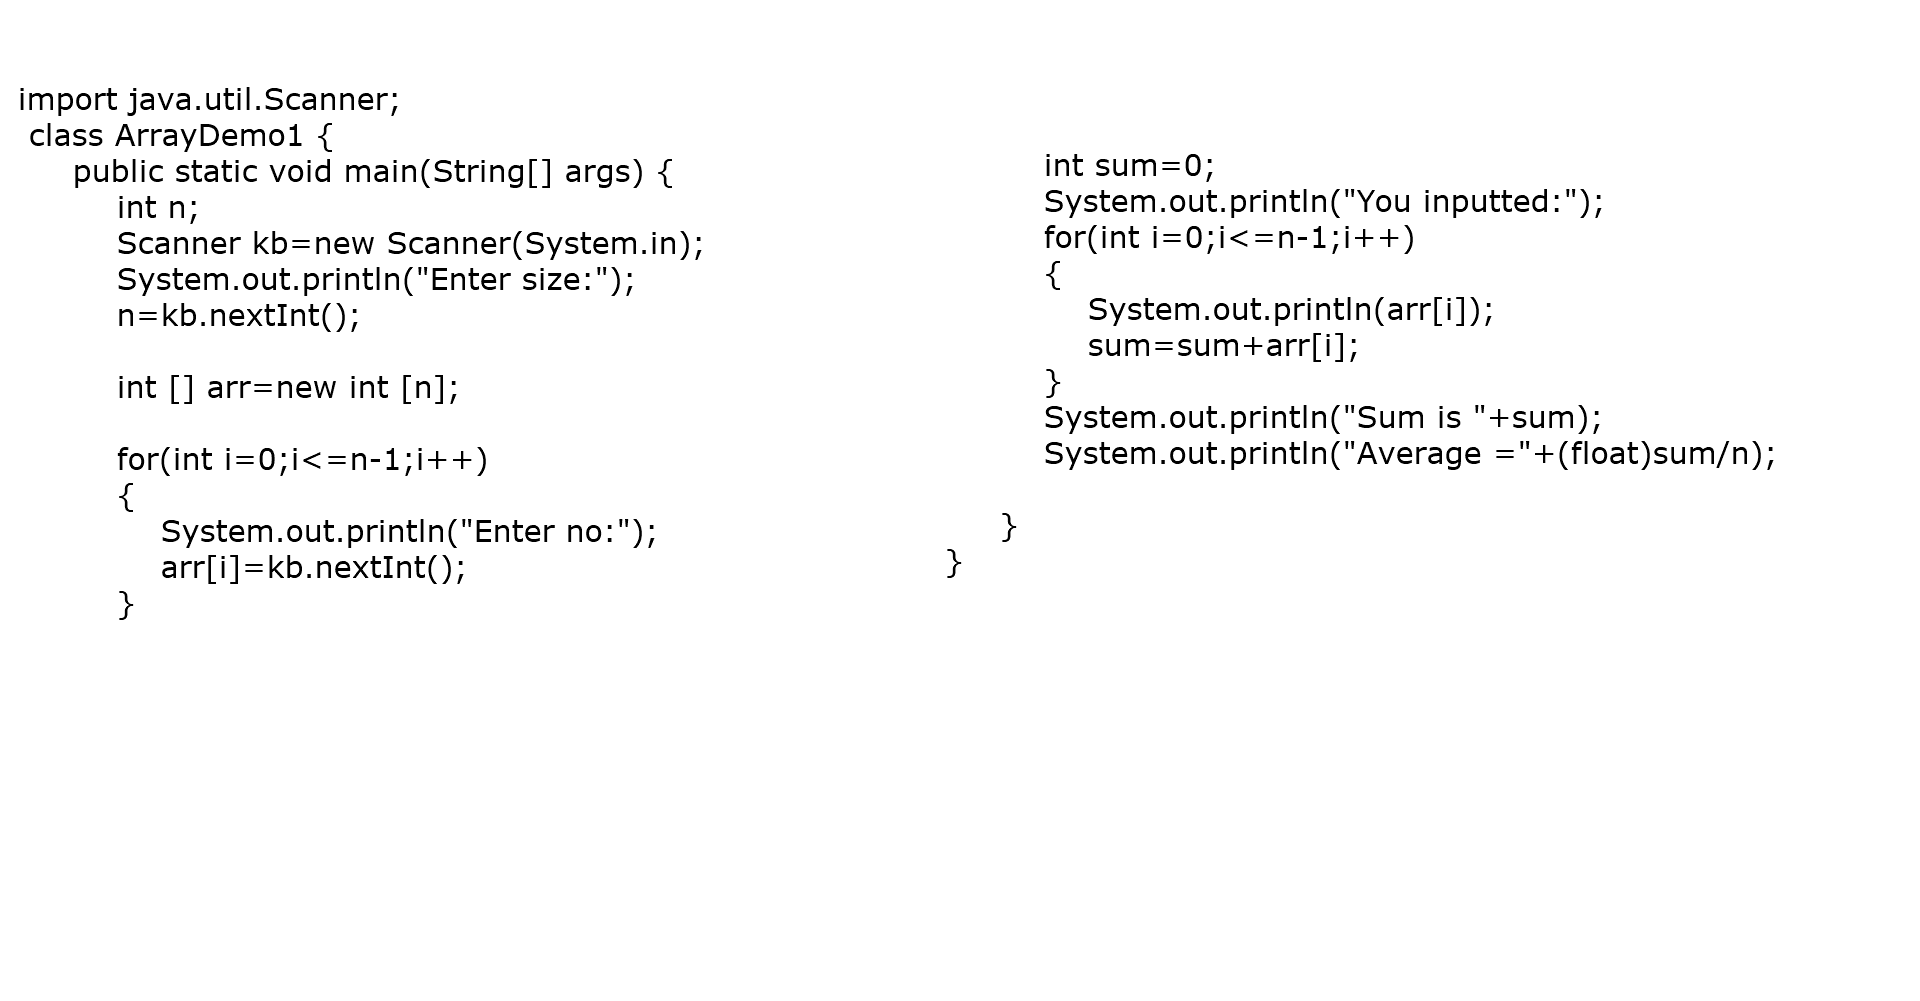 import java.util.Scanner;
class ArrayDemo1 {
public static void main(String[] args) {
int n;
Scanner kb=new Scanner(System.in);
System.out.println("Enter size:");
n=kb.nextInt();
int [] arr=new int [n];
for(int i=0;i<=n-1;i++)
{
System.out.println("Enter no:");
arr[i]=kb.nextInt();
}
int sum=0;
System.out.println("You inputted:");
for(int i=0;i<=n-1;i++)
{
System.out.println(arr[i]);
sum=sum+arr[i];
}
System.out.println("Sum is "+sum);
System.out.println("Average ="+(float)sum/n);
}
}